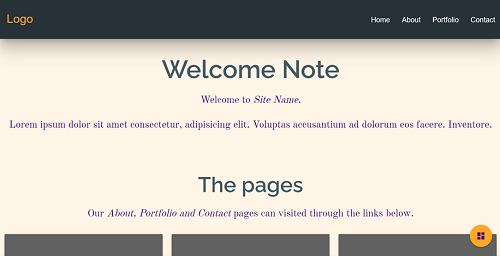 Logo
Home About Portfolio Contact
Welcome Note
Welcome to Site Name.
Lorem ipsum dolor sit amet consectetur, adipisicing elit. Voluptas accusantium ad dolorum eos facere. Inventore.
The pages
Our About, Portfolio and Contact pages can visited through the links below.